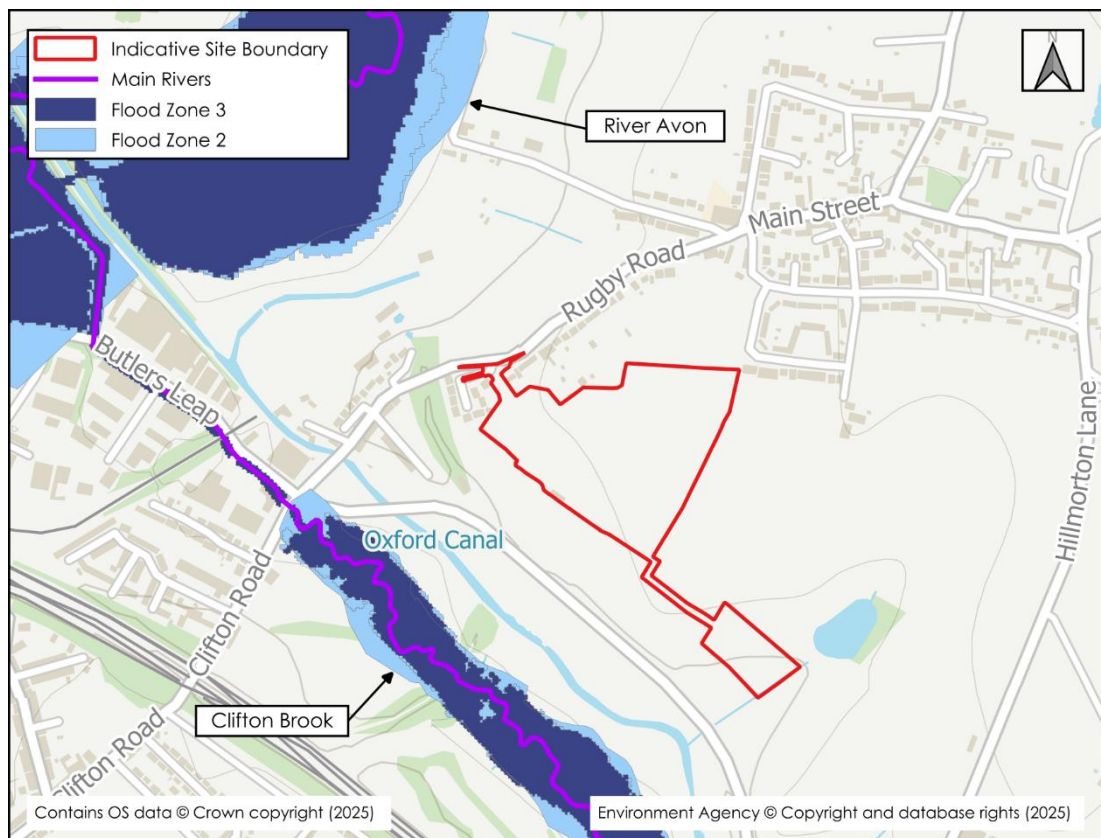 Indicative Site Boundary
Main Rivers
Flood Zone 3
Flood Zone 2
N
River Avon
Main Street
Rugby Road
Butlers Leap
Hillmorton Lane
Oxford Canal
Clifton Road
Clifton Brook
Clifton Road
Contains OS data © Crown copyright (2025)
Environment Agency © Copyright and database rights (2025)